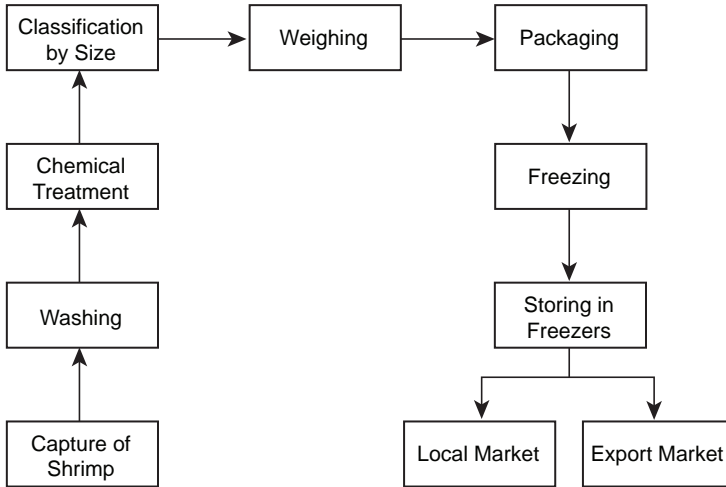 Classification
by Size
Weighing
Packaging
Chemical
Treatment
Freezing
Washing
Storing in
Freezers
Capture of
Shrimp
Local Market
Export Market